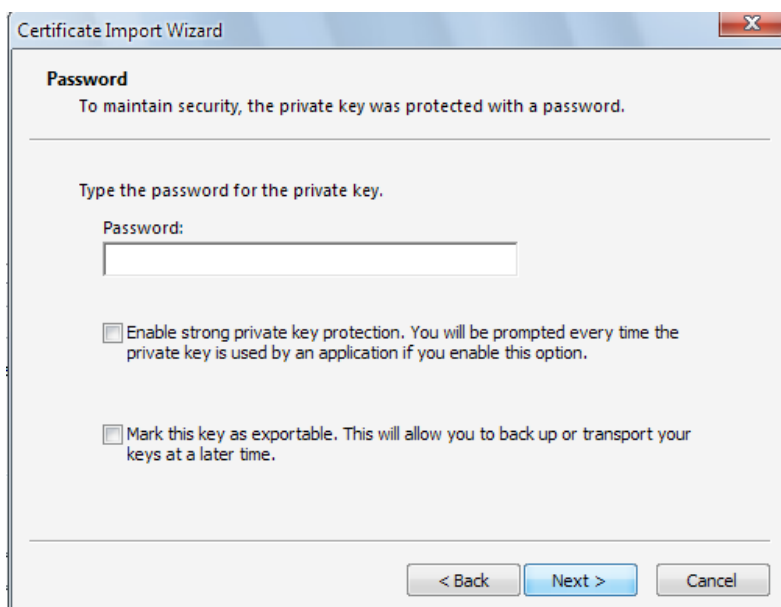 Certificate Import Wizard
Password
To maintain security, the private key was protected with a password.
Type the password for the private key.
Password:
Enable strong private key protection. You will be prompted every time the
private key is used by an application if you enable this option.
Mark this key as exportable. This will allow you to back up or transport your
keys at a later time.
< Back Next > Cancel